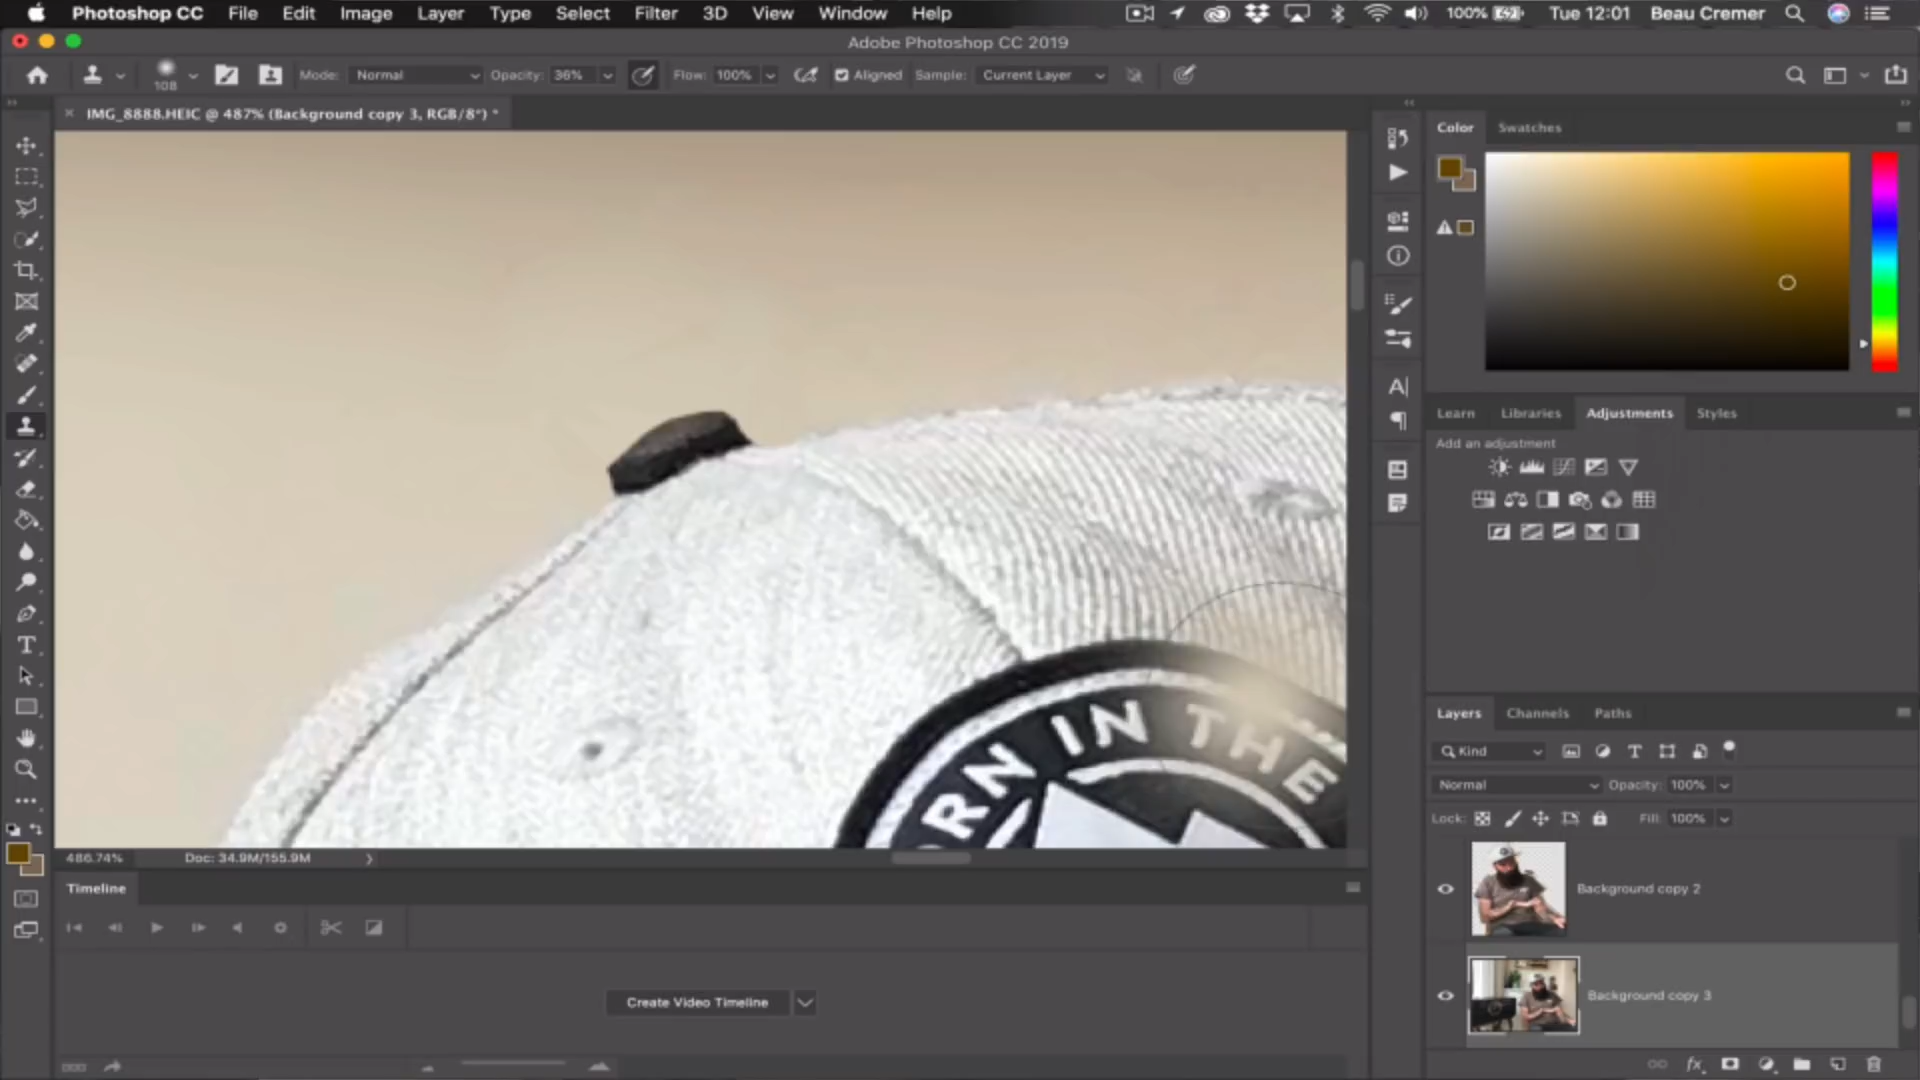 Photoshop CC File Edit Image Layer Type Select Filter 3D View Window Help 100% Tue 12:01 Beau Cremer
Adobe Photoshop CC 2019
108 Mode: Normal Opacity: 36% Flow: 100% Aligned Sample: Current Layer
IMG_8888.HEIC @ 487% (Background copy 3, RGB/8*) *
Color Swatches
Learn Libraries Adjustments Styles
Add an adjustment
ORN IN THE
Layers Channels Paths
Kind
Normal Opacity: 100%
Lock: Fill: 100%
Background copy 2
Background copy 3
486.74% Doc: 34.9M/155.9M
Timeline
Create Video Timeline